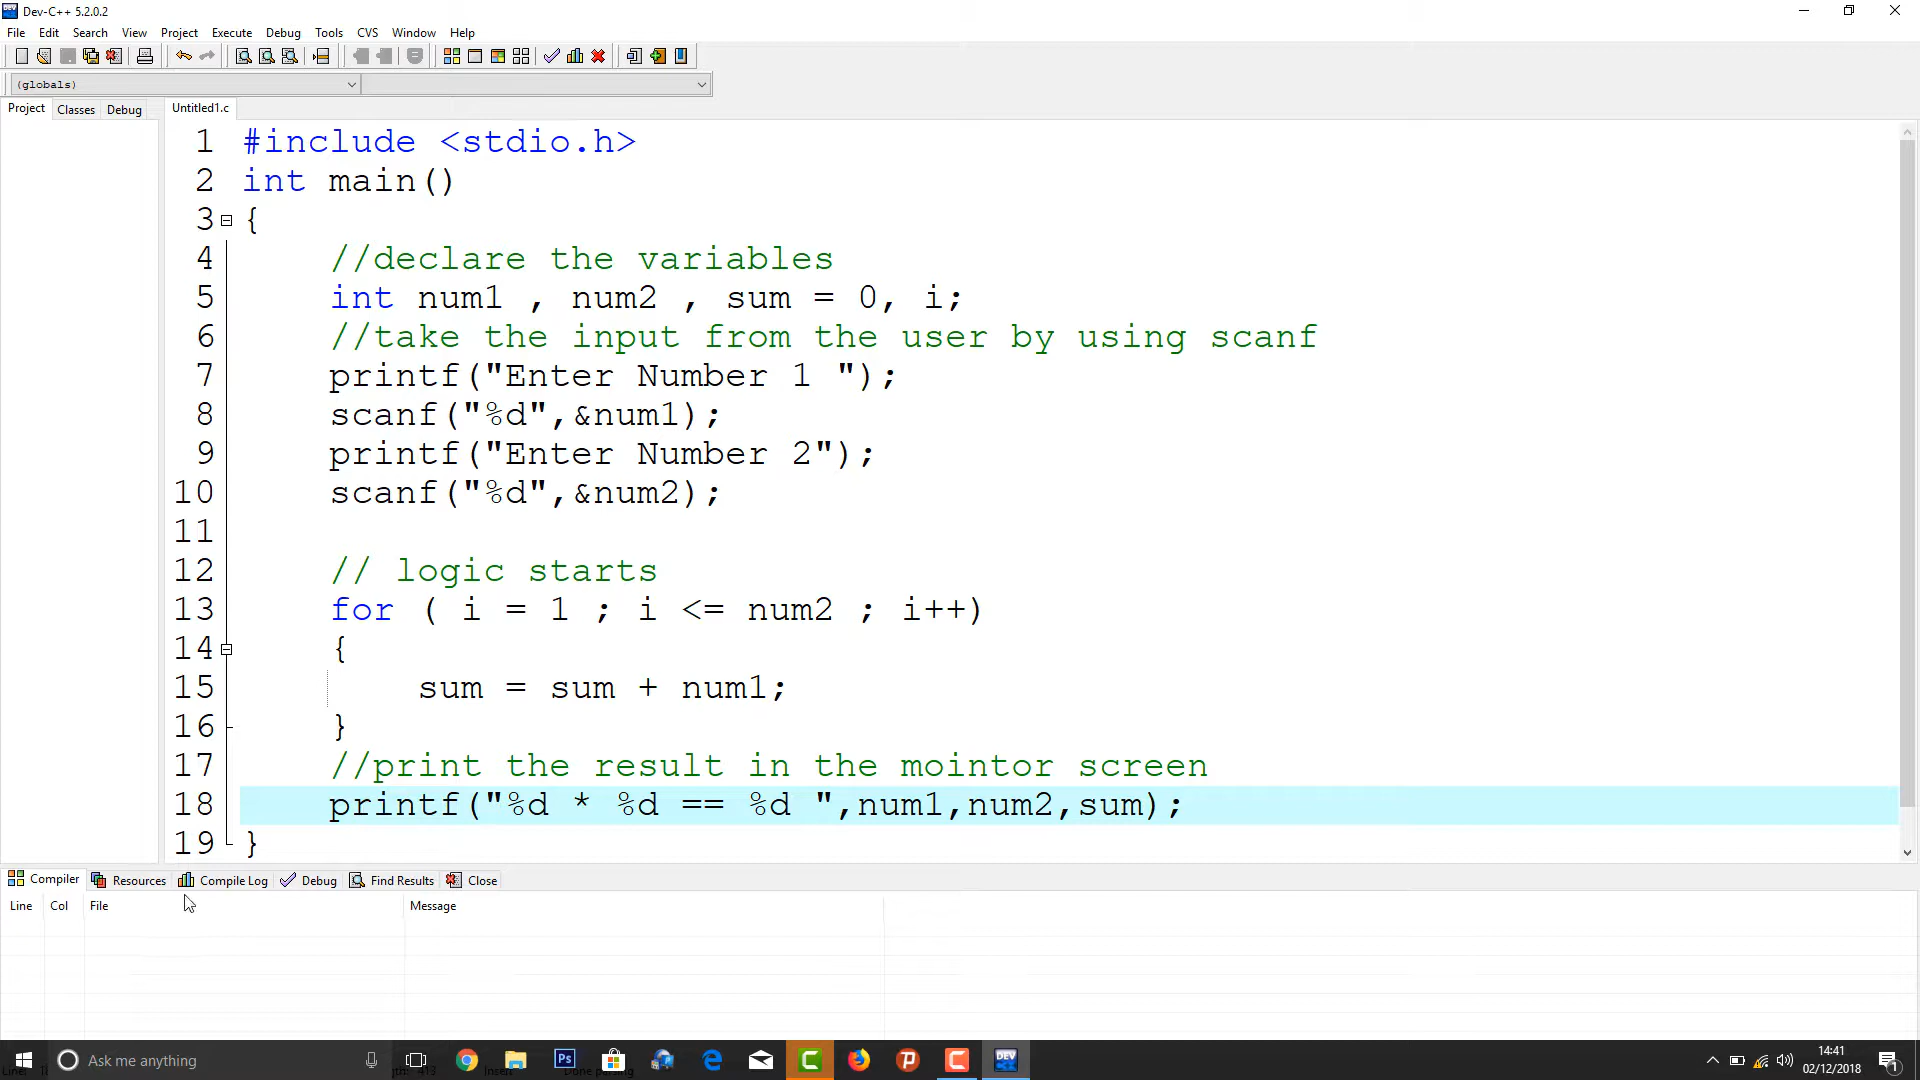 Dev-C++ 5.2.0.2
File Edit Search View Project Execute Debug Tools CVS Window Help
(globals)
Project Classes Debug Untitled1.c
1 #include <stdio.h>
2 int main()
3 {
4 //declare the variables
5 int num1 , num2 , sum = 0, i;
6 //take the input from the user by using scanf
7 printf("Enter Number 1 ");
8 scanf("%d",&num1);
9 printf("Enter Number 2");
10 scanf("%d",&num2);
11
12 // logic starts
13 for ( i = 1 ; i <= num2 ; i++)
14 {
15 sum = sum + num1;
16 }
17 //print the result in the mointor screen
18 printf("%d * %d == %d ",num1,num2,sum);
19 }
Compiler Resources Compile Log Debug Find Results Close
Line Col File Message
Ask me anything
Ps
DEV
14:41
02/12/2018
1